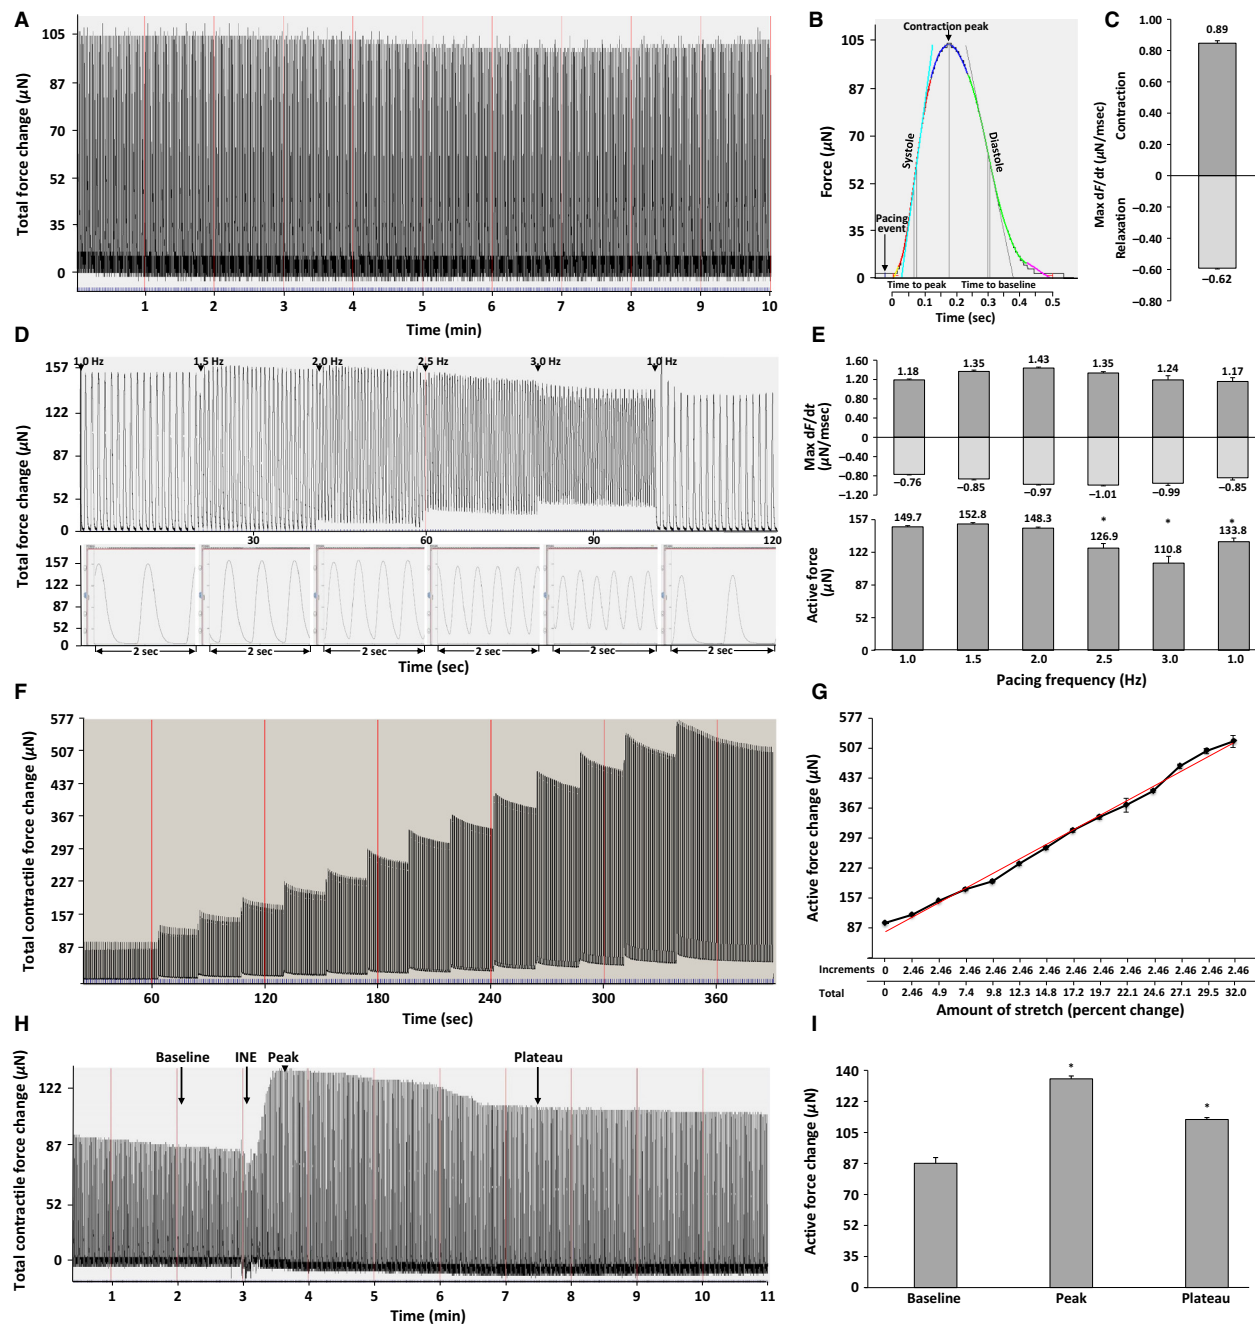 A
Total force change (μN)
105
87
70
52
35
0
1 2 3 4 5 6 7 8 9 10
Time (min)
B
Force (μN)
105
87
70
52
35
0
Contraction peak
Systole
Diastole
Pacing
event
Time to peak
Time to baseline
0 0.1 0.2 0.3 0.4 0.5
Time (sec)
C
Max dF/dt (μN/msec)
Relaxation
Contraction
1.00
0.80
0.60
0.40
0.20
0
−0.20
−0.40
−0.60
−0.80
0.89
−0.62
D
Total force change (μN)
1.0 Hz 1.5 Hz 2.0 Hz 2.5 Hz 3.0 Hz 1.0 Hz
157
122
87
52
0
30 60 90 120
157
122
87
52
0
2 sec 2 sec 2 sec 2 sec 2 sec 2 sec
Time (sec)
E
Max dF/dt
(μN/msec)
1.60
1.20
0.80
0.40
0
−0.40
−0.80
−1.20
1.18 1.35 1.43 1.35 1.24 1.17
−0.76 −0.85 −0.97 −1.01 −0.99 −0.85
Active force
(μN)
157
122
87
52
0
* * *
149.7 152.8 148.3 126.9 110.8 133.8
1.0 1.5 2.0 2.5 3.0 1.0
Pacing frequency (Hz)
F
Total contractile force change (μN)
577
507
437
367
297
227
157
87
60 120 180 240 300 360
Time (sec)
G
Active force change (μN)
577
507
437
367
297
227
157
87
Increments 0 2.46 2.46 2.46 2.46 2.46 2.46 2.46 2.46 2.46 2.46 2.46 2.46 2.46
Total 0 2.46 4.9 7.4 9.8 12.3 14.8 17.2 19.7 22.1 24.6 27.1 29.5 32.0
Amount of stretch (percent change)
H
Total contractile force change (μN)
Baseline INE Peak Plateau
122
87
52
0
1 2 3 4 5 6 7 8 9 10 11
Time (min)
I
Active force change (μN)
140
122
105
87
70
52
35
0
* *
Baseline Peak Plateau